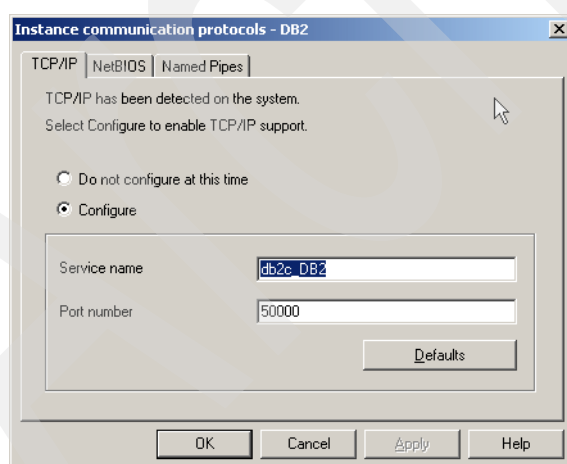 Instance communication protocols - DB2
TCP/IP NetBIOS Named Pipes
TCP/IP has been detected on the system.
Select Configure to enable TCP/IP support.
Do not configure at this time
Configure
Service name db2c_DB2
Port number 50000
Defaults
OK Cancel Apply Help